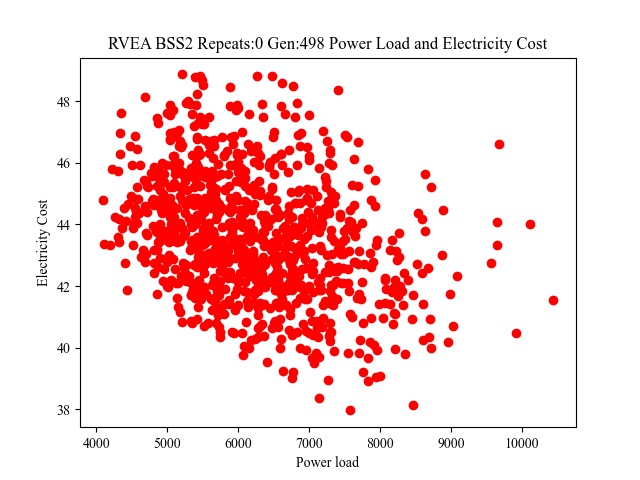 RVEA BSS2 Repeats:0 Gen:498 Power Load and Electricity Cost
48
46
44
42
40
38
Electricity Cost
4000 5000 6000 7000 8000 9000 10000
Power load